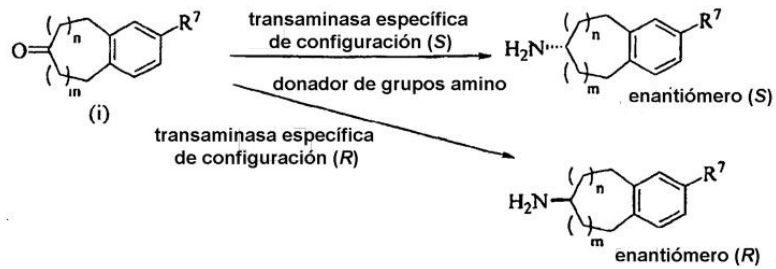 transaminasa específica
de configuración (S)
donador de grupos amino
transaminasa específica
de configuración (R)
O
( )n
( )m
R7
(i)
H2N
( )n
( )m
R7
enantiómero (S)
H2N
( )n
( )m
R7
enantiómero (R)